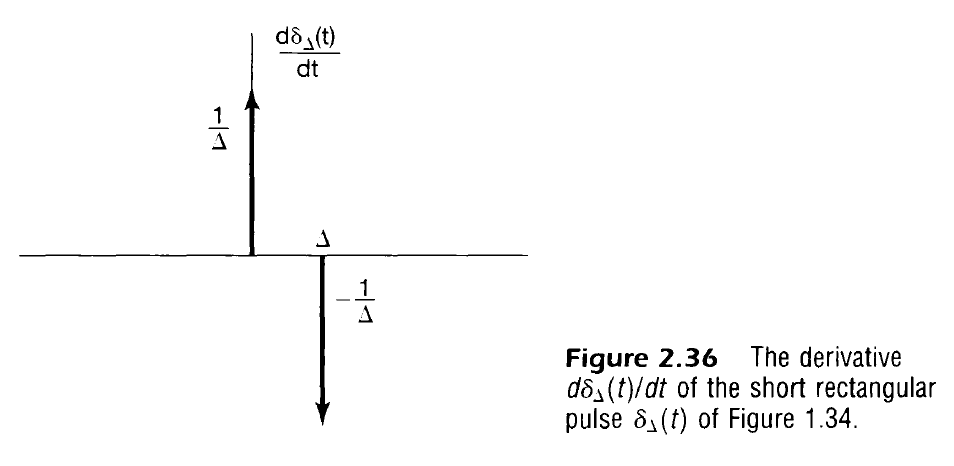 dδ_Δ(t)
dt
1
Δ
Δ
−1
Δ
Figure 2.36 The derivative
dδ_Δ(t)/dt of the short rectangular
pulse δ_Δ(t) of Figure 1.34.